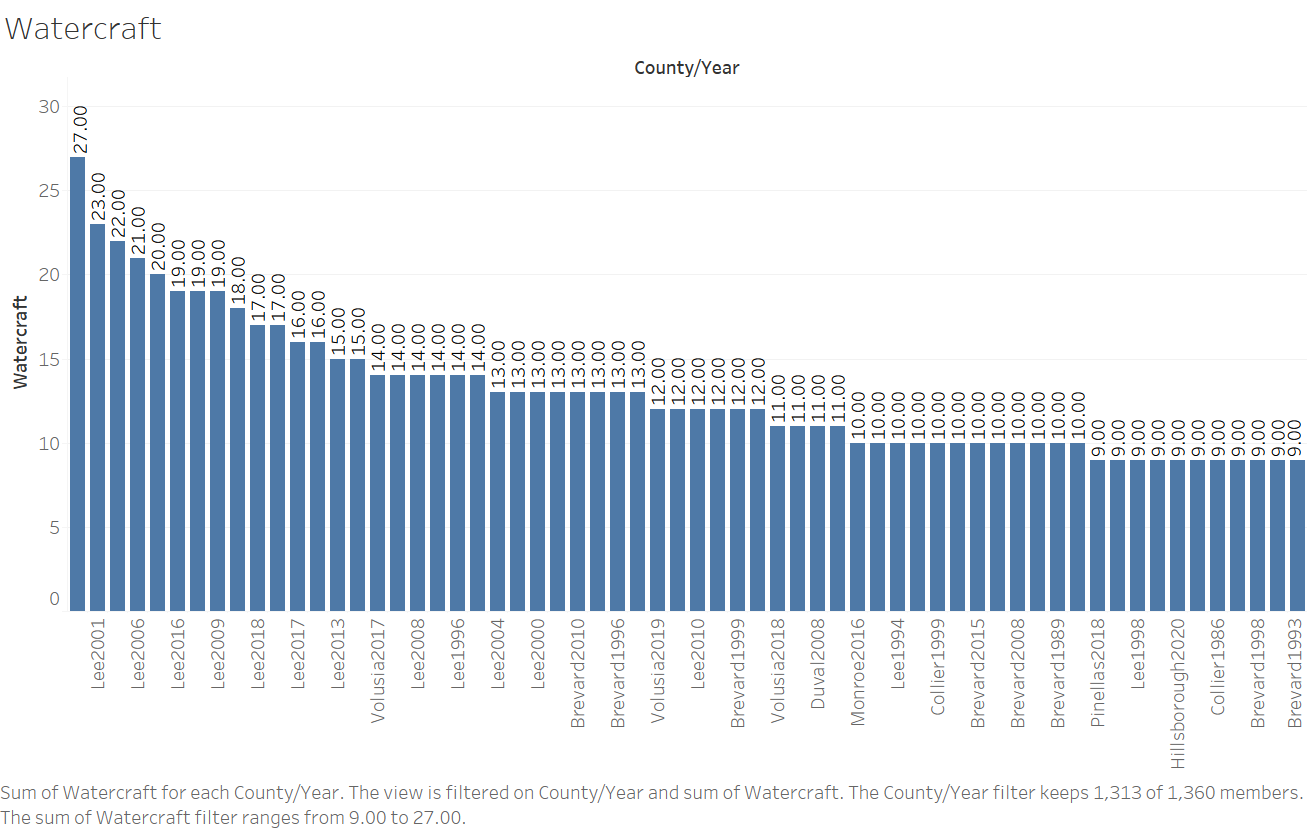 Watercraft
County/Year
30
25
20
15
10
5
0
Watercraft
27.00
23.00
22.00
21.00
20.00
19.00
19.00
19.00
18.00
17.00
17.00
16.00
16.00
15.00
15.00
14.00
14.00
14.00
14.00
14.00
14.00
13.00
13.00
13.00
13.00
13.00
13.00
13.00
13.00
12.00
12.00
12.00
12.00
12.00
12.00
11.00
11.00
11.00
11.00
10.00
10.00
10.00
10.00
10.00
10.00
10.00
10.00
10.00
10.00
10.00
10.00
9.00
9.00
9.00
9.00
9.00
9.00
9.00
9.00
9.00
9.00
9.00
Lee2001
Lee2006
Lee2016
Lee2009
Lee2018
Lee2017
Lee2013
Volusia2017
Lee2008
Lee1996
Lee2004
Lee2000
Brevard2010
Brevard1996
Volusia2019
Lee2010
Brevard1999
Volusia2018
Duval2008
Monroe2016
Lee1994
Collier1999
Brevard2015
Brevard2008
Brevard1989
Pinellas2018
Lee1998
Hillsborough2020
Collier1986
Brevard1998
Brevard1993
Sum of Watercraft for each County/Year. The view is filtered on County/Year and sum of Watercraft. The County/Year filter keeps 1,313 of 1,360 members.
The sum of Watercraft filter ranges from 9.00 to 27.00.